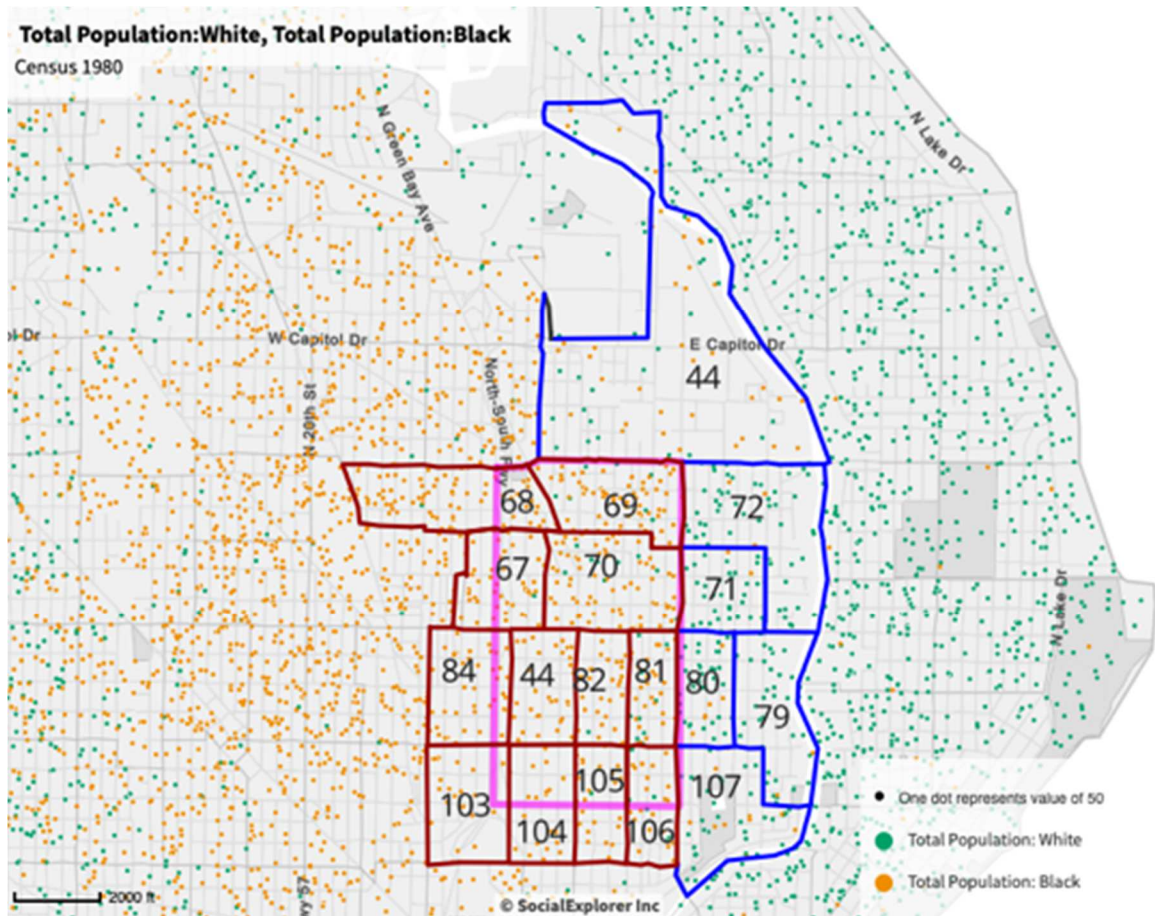 Total Population:White, Total Population:Black
Census 1980
N Green Bay Ave
N Lake Dr
ol Dr
W Capitol Dr
E Capitol Dr
44
North-South Fwy
N 20th St
68
69
72
67
70
71
N Lake Dr
84
44
82
81
80
79
103
105
107
104
106
One dot represents value of 50
Total Population: White
Total Population: Black
2000 ft
© SocialExplorer Inc